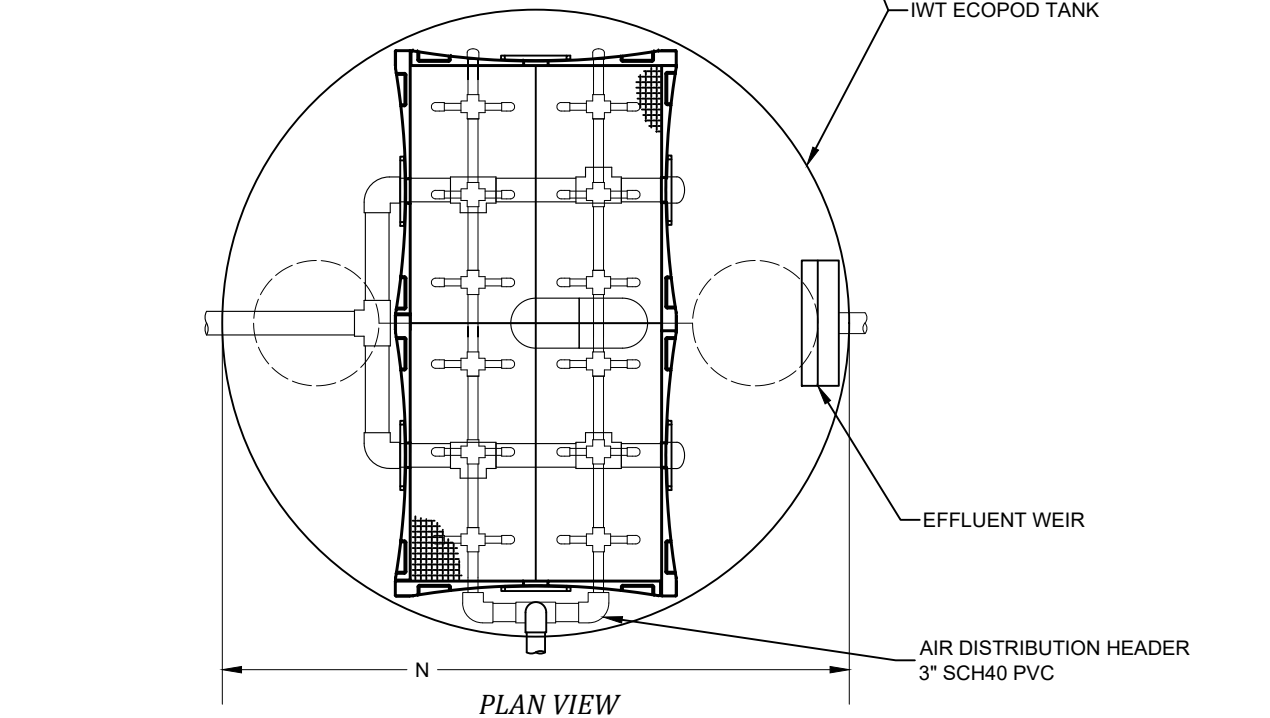 IWT ECOPOD TANK
EFFLUENT WEIR
AIR DISTRIBUTION HEADER
3" SCH40 PVC
N
PLAN VIEW